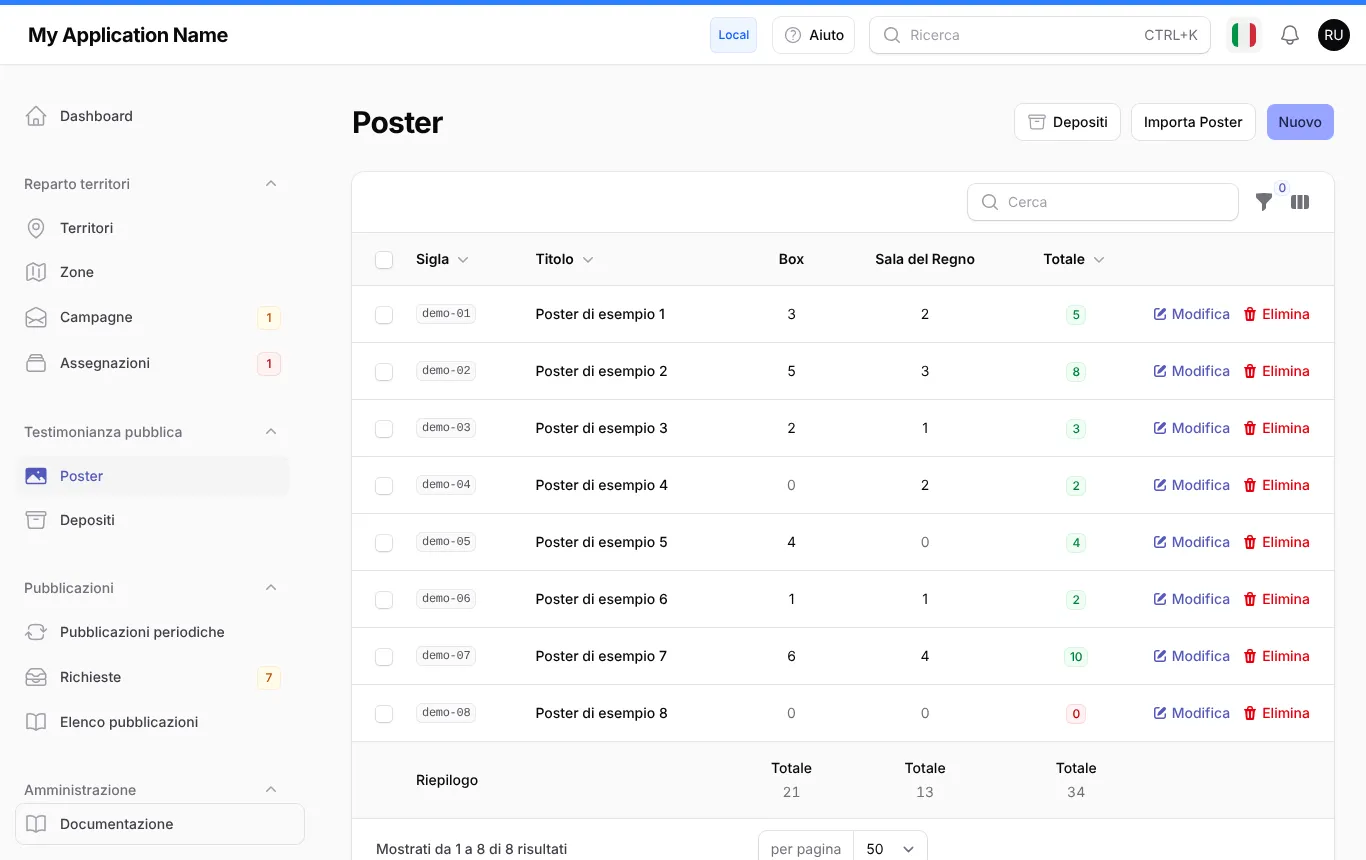 My Application Name
Local
Aiuto
Ricerca CTRL+K
RU
Dashboard
Reparto territori
Territori
Zone
Campagne 1
Assegnazioni 1
Testimonianza pubblica
Poster
Depositi
Pubblicazioni
Pubblicazioni periodiche
Richieste 7
Elenco pubblicazioni
Amministrazione
Documentazione
Poster
Depositi
Importa Poster
Nuovo
Cerca
0
Sigla Titolo Box Sala del Regno Totale
demo-01 Poster di esempio 1 3 2 5 Modifica Elimina
demo-02 Poster di esempio 2 5 3 8 Modifica Elimina
demo-03 Poster di esempio 3 2 1 3 Modifica Elimina
demo-04 Poster di esempio 4 0 2 2 Modifica Elimina
demo-05 Poster di esempio 5 4 0 4 Modifica Elimina
demo-06 Poster di esempio 6 1 1 2 Modifica Elimina
demo-07 Poster di esempio 7 6 4 10 Modifica Elimina
demo-08 Poster di esempio 8 0 0 0 Modifica Elimina
Riepilogo
Totale Totale Totale
21 13 34
Mostrati da 1 a 8 di 8 risultati
per pagina 50